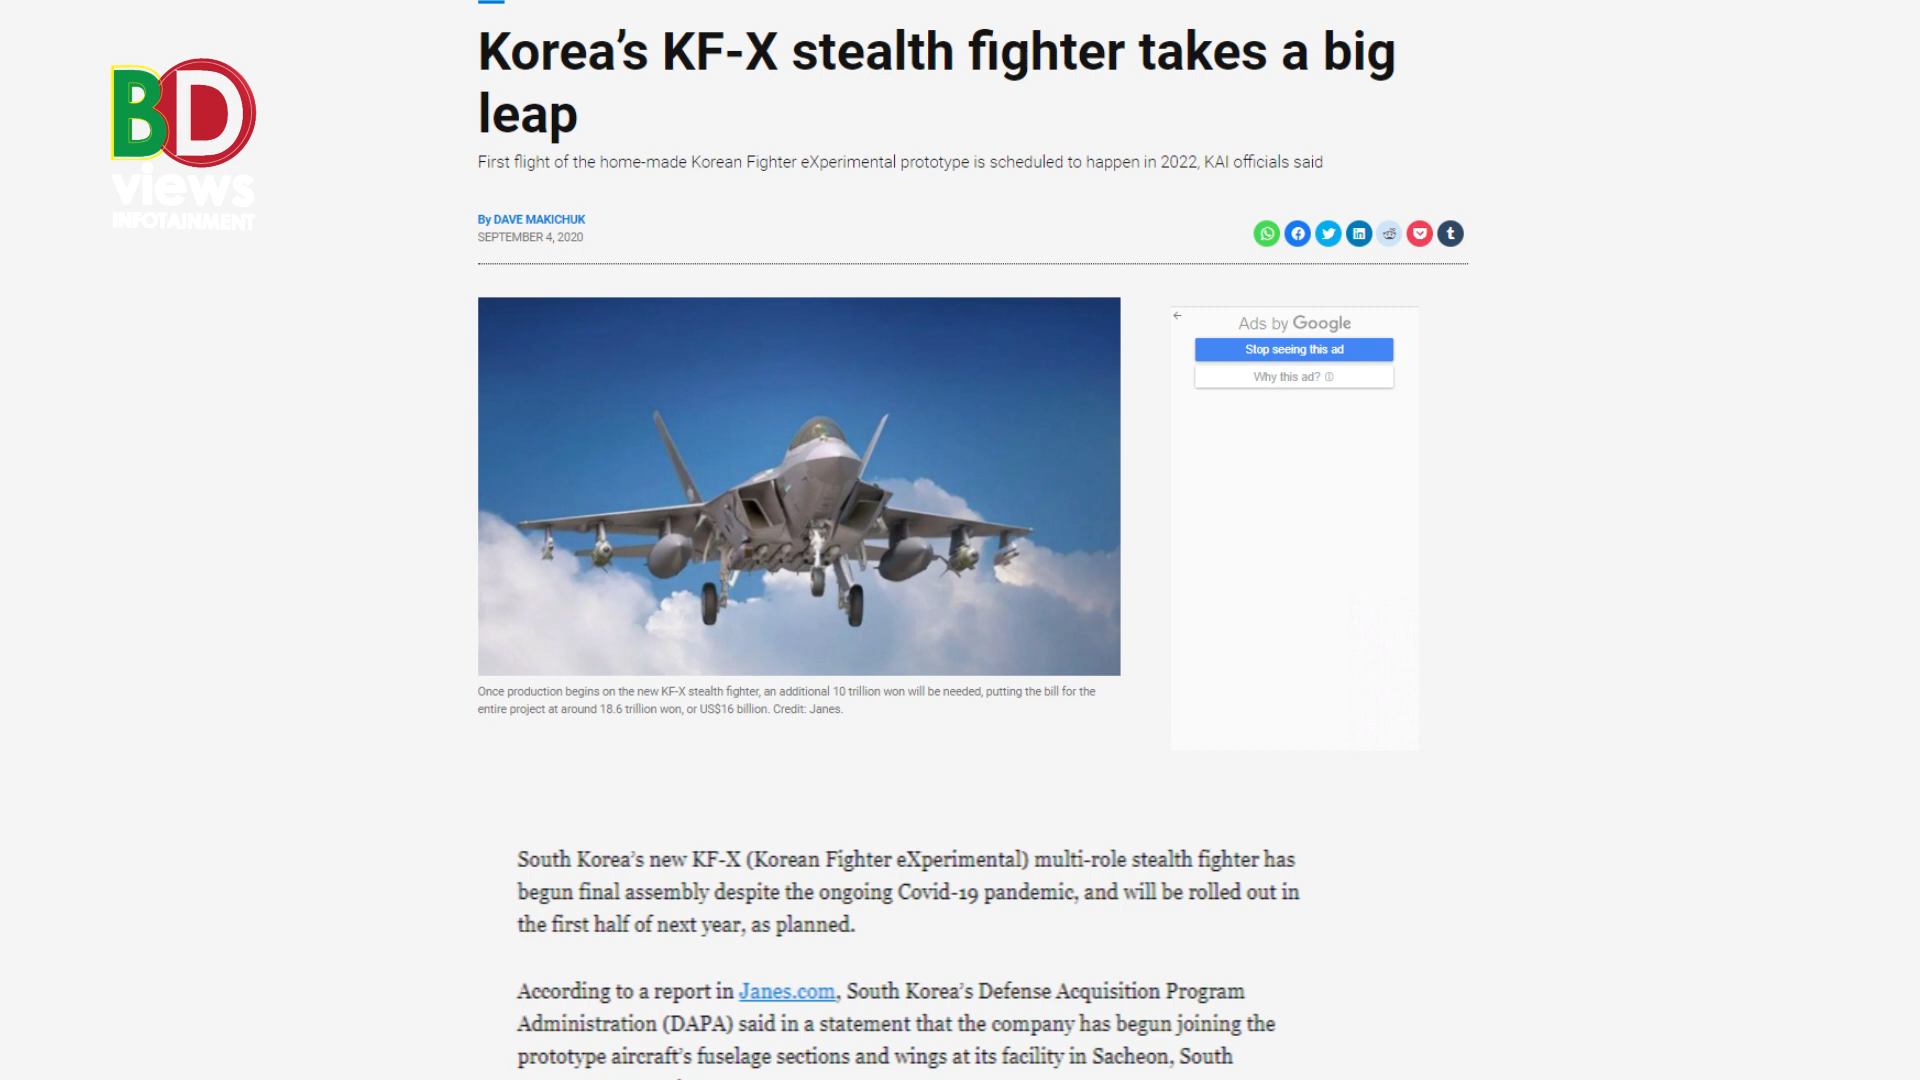 BD
views
INFOTAINMENT
Korea's KF-X stealth fighter takes a big
leap
First flight of the home-made Korean Fighter eXperimental prototype is scheduled to happen in 2022, KAI officials said
By DAVE MAKICHUK
SEPTEMBER 4, 2020
Ads by Google
Stop seeing this ad
Why this ad?
Once production begins on the new KF-X stealth fighter, an additional 10 trillion won will be needed, putting the bill for the
entire project at around 18.6 trillion won, or US$16 billion. Credit: Janes.
South Korea's new KF-X (Korean Fighter eXperimental) multi-role stealth fighter has
begun final assembly despite the ongoing Covid-19 pandemic, and will be rolled out in
the first half of next year, as planned.
According to a report in Janes.com, South Korea's Defense Acquisition Program
Administration (DAPA) said in a statement that the company has begun joining the
prototype aircraft's fuselage sections and wings at its facility in Sacheon, South